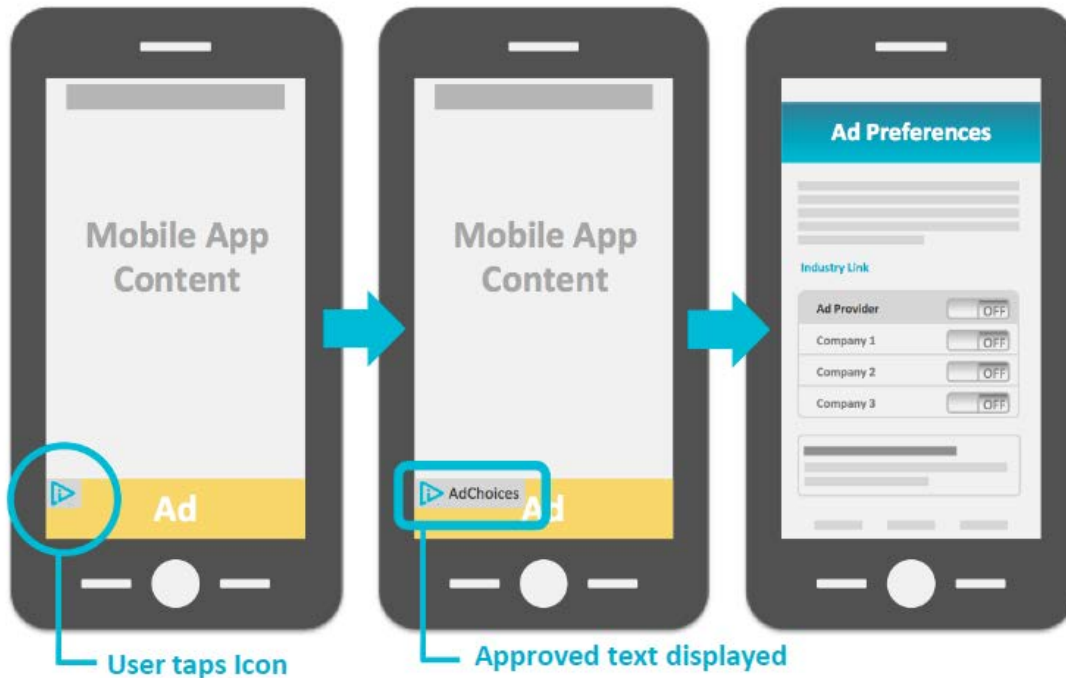 Mobile App
Content
Ad
User taps Icon
Mobile App
Content
AdChoices
Ad
Approved text displayed
Ad Preferences
Industry Link
Ad Provider OFF
Company 1 OFF
Company 2 OFF
Company 3 OFF